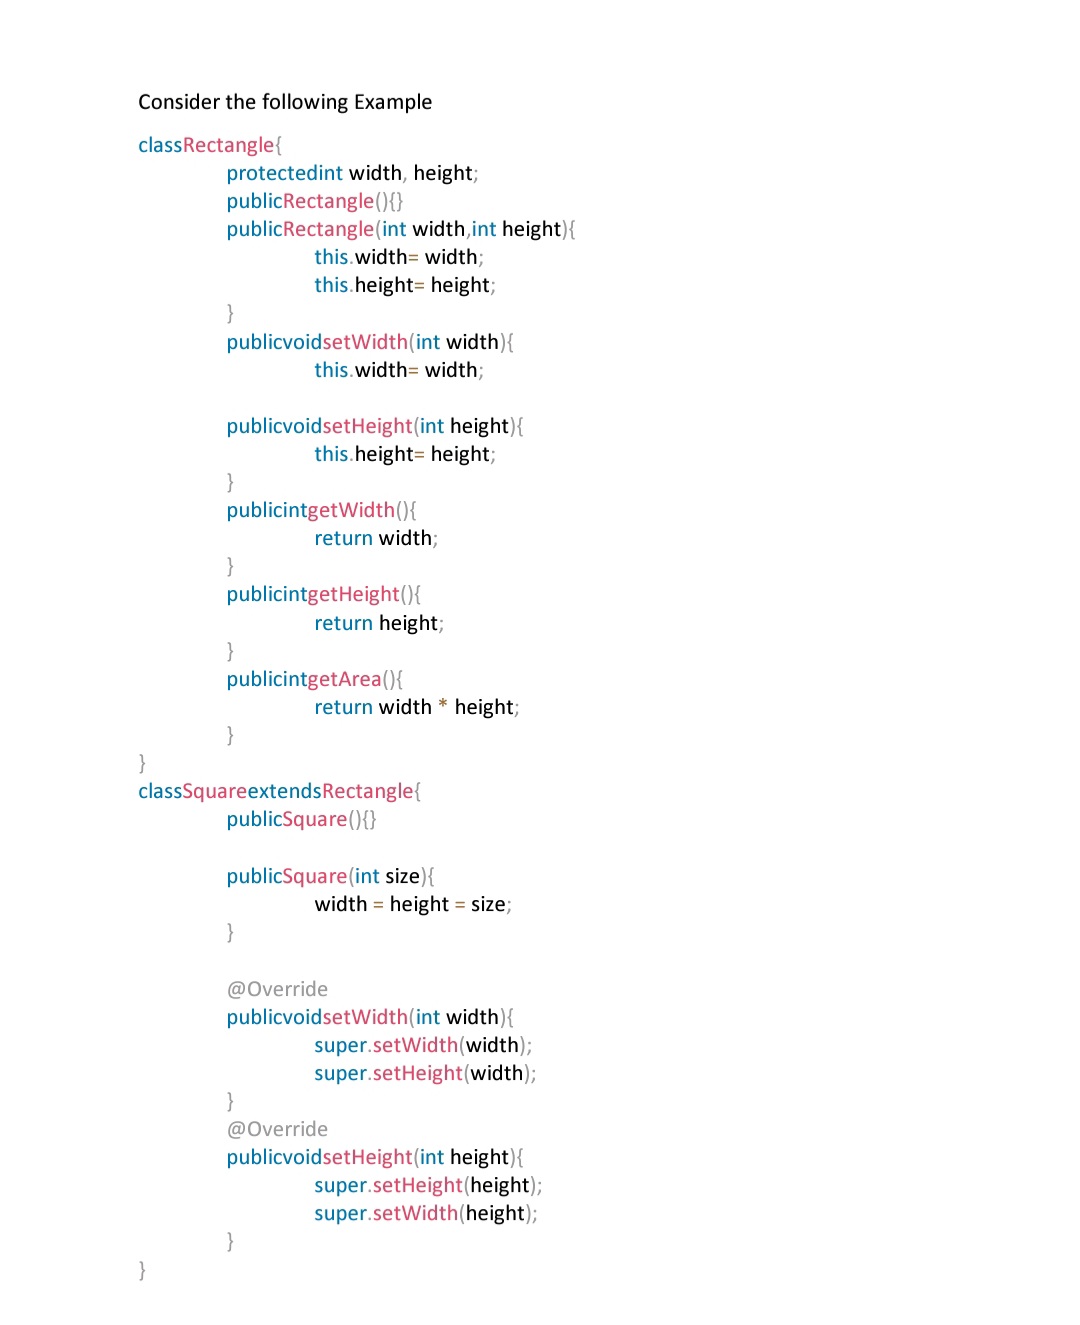 Consider the following Example
classRectangle{
protectedint width, height;
publicRectangle(){}
publicRectangle(int width,int height){
this.width= width;
this.height= height;
}
publicvoidsetWidth(int width){
this.width= width;
publicvoidsetHeight(int height){
this.height= height;
}
publicintgetWidth(){
return width;
}
publicintgetHeight(){
return height;
}
publicintgetArea(){
return width * height;
}
}
classSquareextendsRectangle{
publicSquare(){}
publicSquare(int size){
width = height = size;
}
@Override
publicvoidsetWidth(int width){
super.setWidth(width);
super.setHeight(width);
}
@Override
publicvoidsetHeight(int height){
super.setHeight(height);
super.setWidth(height);
}
}